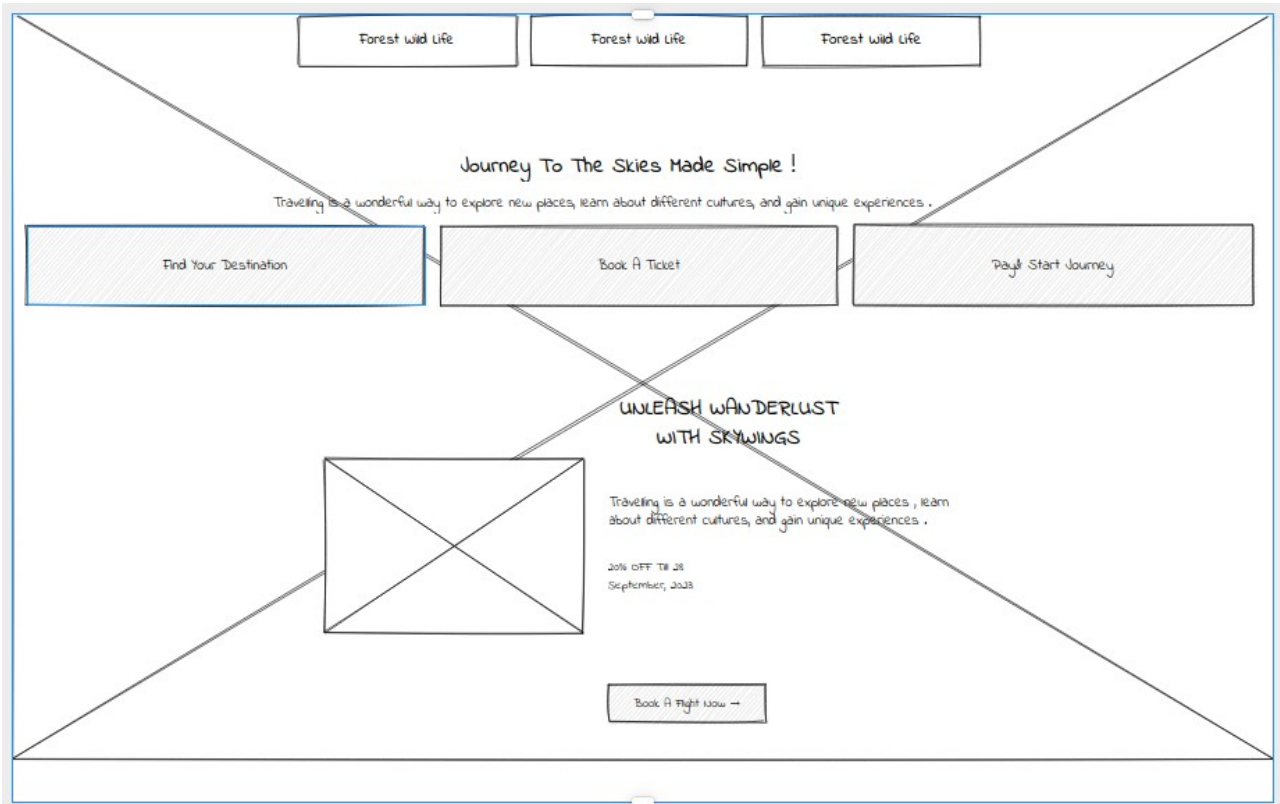 Forest Wild Life
Forest Wild Life
Forest Wild Life
Journey To The Skies Made Simple !
Travelling is a wonderful way to explore new places, learn about different cultures, and gain unique experiences .
Find Your Destination
Book A Ticket
Pay& Start Journey
UNLEASH WANDERLUST
WITH SKYWINGS
Travelling is a wonderful way to explore new places , learn
about different cultures, and gain unique experiences .
20% OFF Till 28
September, 2023
Book A Flight Now →